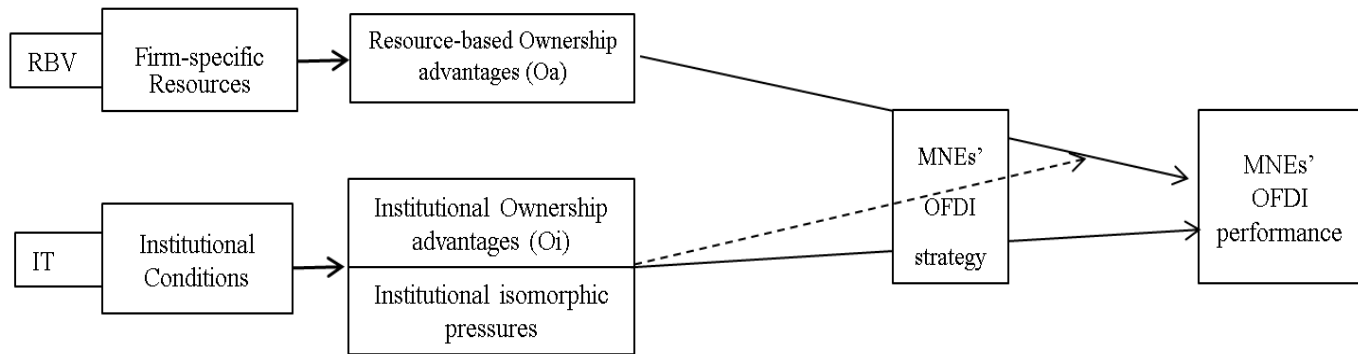 RBV
Firm-specific
Resources
Resource-based Ownership
advantages (Oa)
IT
Institutional
Conditions
Institutional Ownership
advantages (Oi)
Institutional isomorphic
pressures
MNEs'
OFDI
strategy
MNEs'
OFDI
performance